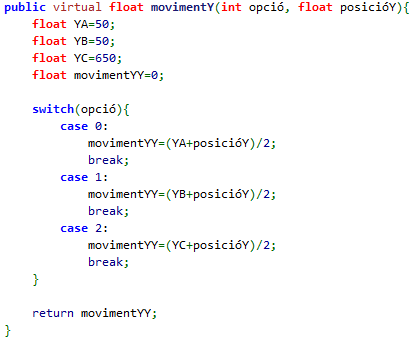 public virtual float movimentY(int opció, float posicióY){
float YA=50;
float YB=50;
float YC=650;
float movimentYY=0;
switch(opció){
case 0:
movimentYY=(YA+posicióY)/2;
break;
case 1:
movimentYY=(YB+posicióY)/2;
break;
case 2:
movimentYY=(YC+posicióY)/2;
break;
}
return movimentYY;
}